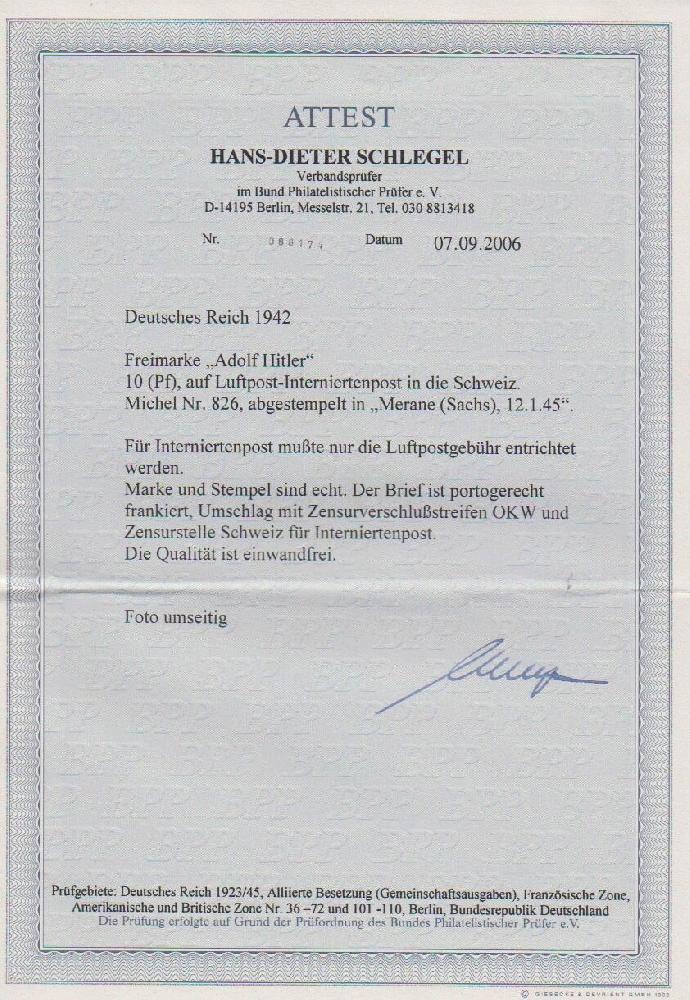 ATTEST
HANS-DIETER SCHLEGEL
Verbandsprüfer
im Bund Philatelistischer Prüfer e. V.
D-14195 Berlin, Messelstr. 21, Tel. 030 8813418
Nr. Datum 07.09.2006
Deutsches Reich 1942
Freimarke „Adolf Hitler“
10 (Pf), auf Luftpost-Interniertenpost in die Schweiz.
Michel Nr. 826, abgestempelt in „Merane (Sachs), 12.1.45“.
Für Interniertenpost mußte nur die Luftpostgebühr entrichtet
werden.
Marke und Stempel sind echt. Der Brief ist portogerecht
frankiert, Umschlag mit Zensurverschlußstreifen OKW und
Zensurstelle Schweiz für Interniertenpost.
Die Qualität ist einwandfrei.
Foto umseitig
Prüfgebiete: Deutsches Reich 1923/45, Alliierte Besetzung (Gemeinschaftsausgaben), Französische Zone,
Amerikanische und Britische Zone Nr. 36 –72 und 101 -110, Berlin, Bundesrepublik Deutschland
Die Prüfung erfolgte auf Grund der Prüfordnung des Bundes Philatelistischer Prüfer e.V.
© GIESECKE & DEVRIENT GMBH